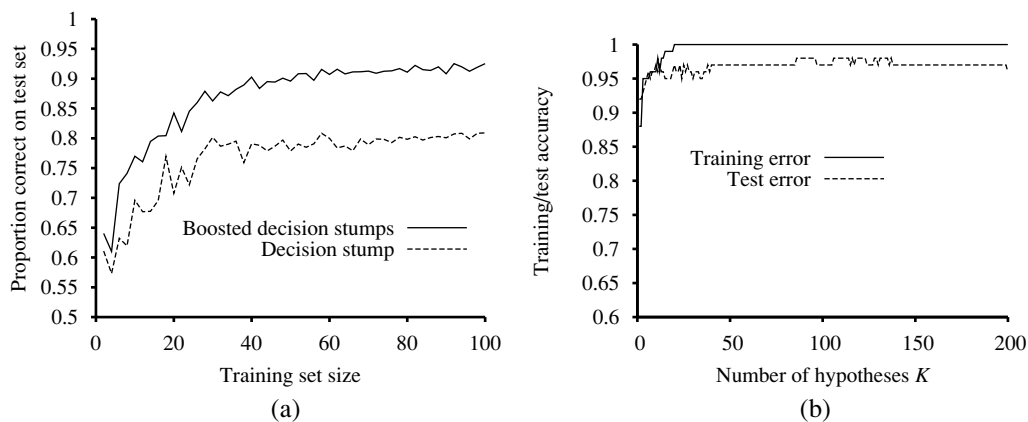 1
0.95
0.9
0.85
0.8
0.75
0.7
0.65
0.6
0.55
0.5
Proportion correct on test set
Boosted decision stumps
Decision stump
0 20 40 60 80 100
Training set size
(a)
1
0.95
0.9
0.85
0.8
0.75
0.7
0.65
0.6
Training/test accuracy
Training error
Test error
0 50 100 150 200
Number of hypotheses K
(b)